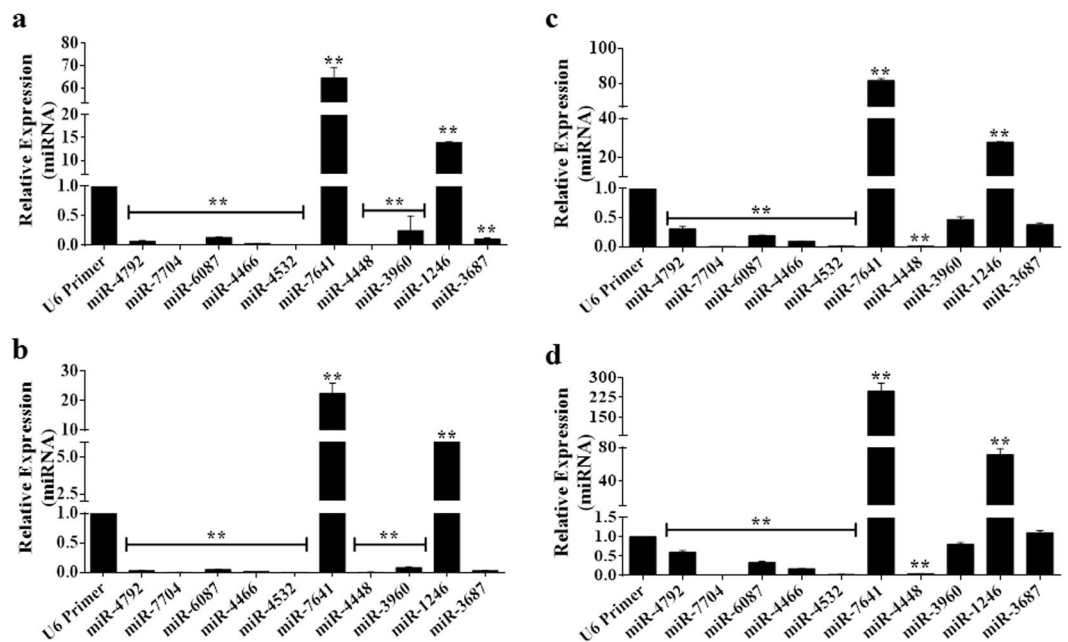 a
Relative Expression
(miRNA)
80
70
60
50
20
15
10
1.0
0.5
0.0
**
**
**
**
**
U6 Primer
miR-4792
miR-7704
miR-6087
miR-4466
miR-4532
miR-7641
miR-4448
miR-3960
miR-1246
miR-3687
c
Relative Expression
(miRNA)
100
80
60
40
20
1.0
0.5
0.0
**
**
**
**
U6 Primer
miR-4792
miR-7704
miR-6087
miR-4466
miR-4532
miR-7641
miR-4448
miR-3960
miR-1246
miR-3687
b
Relative Expression
(miRNA)
30
20
10
5.0
2.5
1.0
0.5
0.0
**
**
**
**
U6 Primer
miR-4792
miR-7704
miR-6087
miR-4466
miR-4532
miR-7641
miR-4448
miR-3960
miR-1246
miR-3687
d
Relative Expression
(miRNA)
300
250
150
80
40
1.5
1.0
0.5
0.0
**
**
**
**
U6 Primer
miR-4792
miR-7704
miR-6087
miR-4466
miR-4532
miR-7641
miR-4448
miR-3960
miR-1246
miR-3687